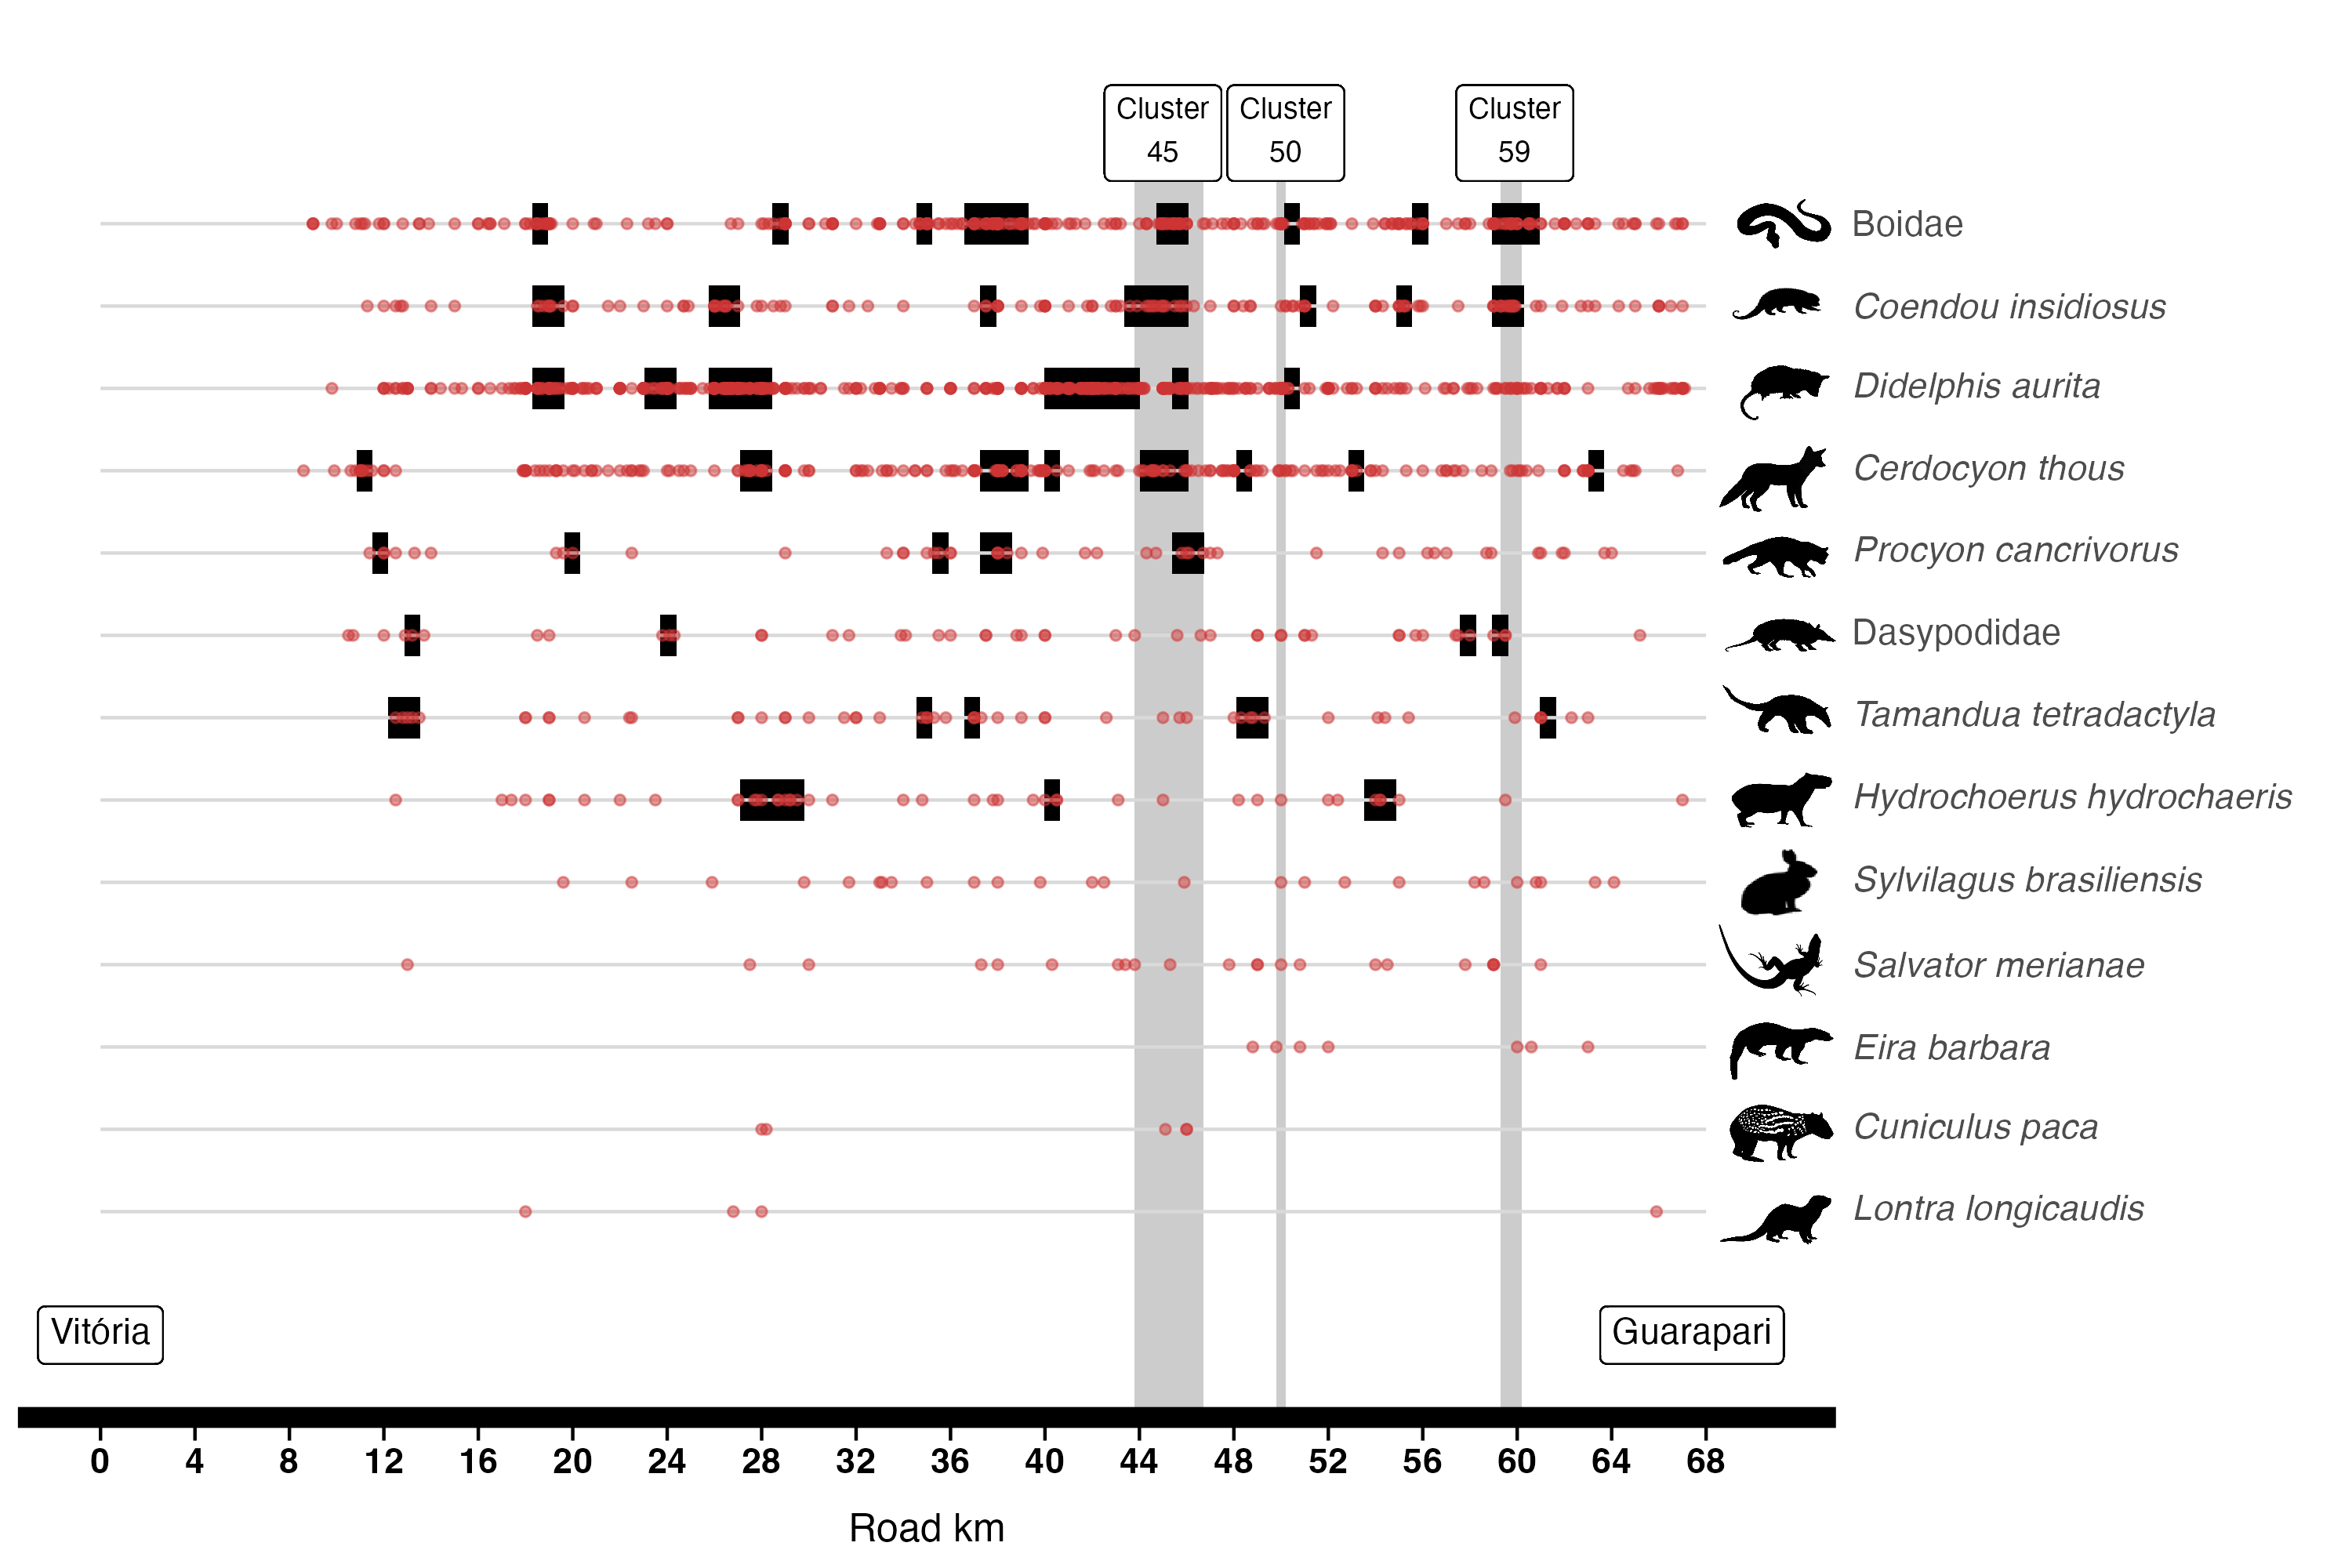 Cluster
45
Cluster
50
Cluster
59
Boidae
Coendou insidiosus
Didelphis aurita
Cerdocyon thous
Procyon cancrivorus
Dasypodidae
Tamandua tetradactyla
Hydrochoerus hydrochaeris
Sylvilagus brasiliensis
Salvator merianae
Eira barbara
Cuniculus paca
Lontra longicaudis
Vitória
Guarapari
0 4 8 12 16 20 24 28 32 36 40 44 48 52 56 60 64 68
Road km